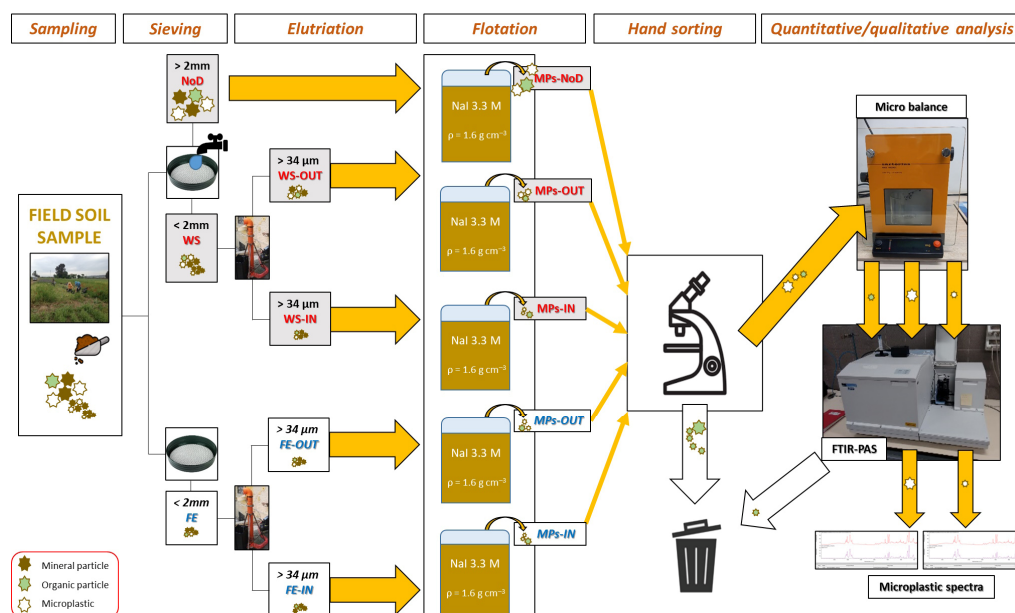 Sampling
Sieving
Elutriation
Flotation
Hand sorting
Quantitative/qualitative analysis
> 2mm
NoD
NaI 3.3 M
ρ = 1.6 g cm⁻³
MPs-NoD
Micro balance
> 34 µm
WS-OUT
NaI 3.3 M
ρ = 1.6 g cm⁻³
MPs-OUT
FIELD SOIL
SAMPLE
< 2mm
WS
> 34 µm
WS-IN
NaI 3.3 M
ρ = 1.6 g cm⁻³
MPs-IN
> 34 µm
FE-OUT
NaI 3.3 M
ρ = 1.6 g cm⁻³
MPs-OUT
FTIR-PAS
< 2mm
FE
> 34 µm
FE-IN
NaI 3.3 M
ρ = 1.6 g cm⁻³
MPs-IN
Microplastic spectra
Mineral particle
Organic particle
Microplastic